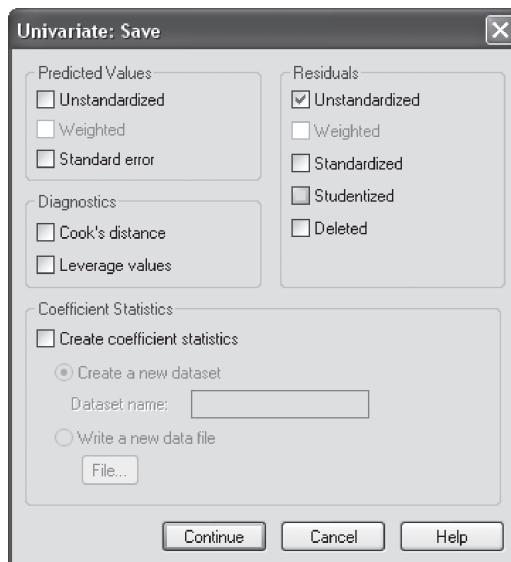 Univariate: Save
Predicted Values
Unstandardized
Weighted
Standard error
Diagnostics
Cook's distance
Leverage values
Residuals
Unstandardized
Weighted
Standardized
Studentized
Deleted
Coefficient Statistics
Create coefficient statistics
Create a new dataset
Dataset name:
Write a new data file
File...
Continue Cancel Help